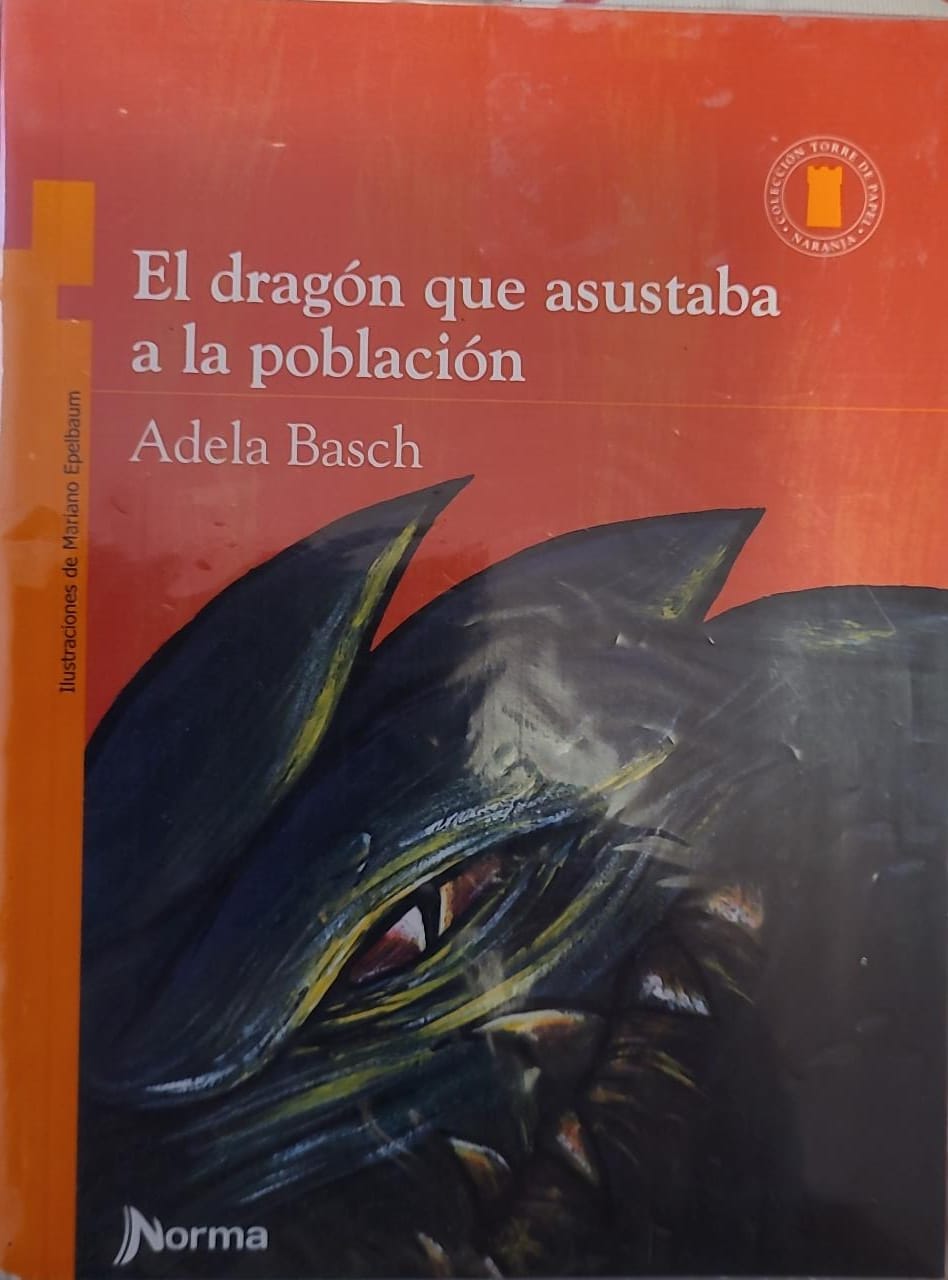 COLECCIÓN TORRE DE PAPEL
NARANJA
El dragón que asustaba
a la población
Adela Basch
Ilustraciones de Mariano Epelbaum
Norma